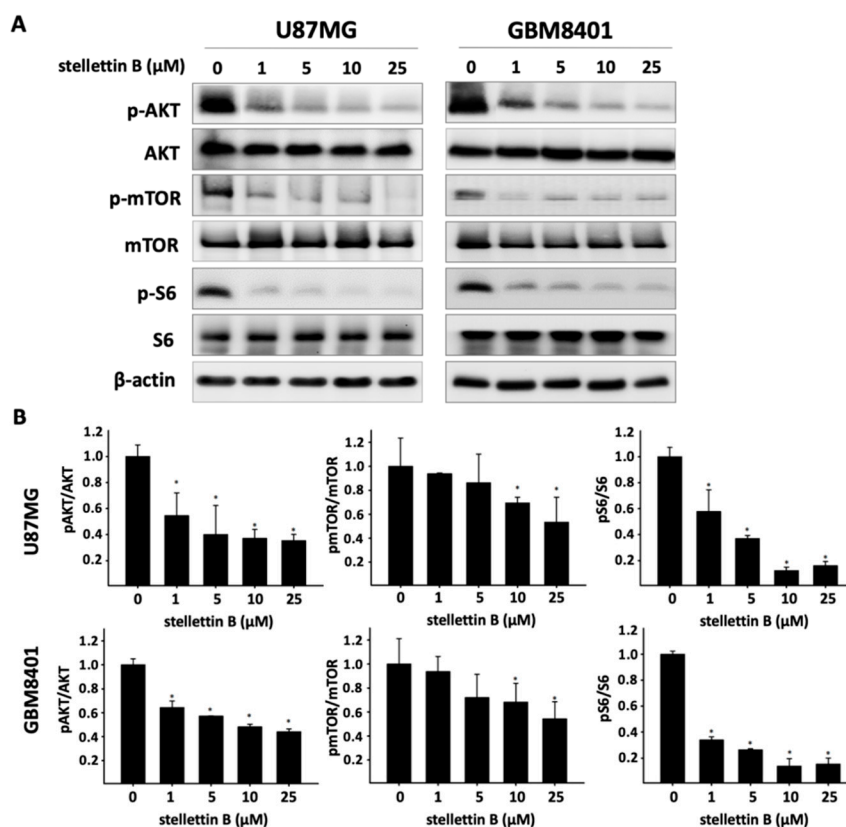 A
U87MG GBM8401
stellettin B (μM) 0 1 5 10 25 0 1 5 10 25
p-AKT
AKT
p-mTOR
mTOR
p-S6
S6
β-actin
B
U87MG
pAKT/AKT
1.2
1.0
0.8
0.6
0.4
0.2
* * * *
0 1 5 10 25
stellettin B (μM)
pmTOR/mTOR
1.2
1.0
0.8
0.6
0.4
0.2
* *
0 1 5 10 25
stellettin B (μM)
pS6/S6
1.2
1.0
0.8
0.6
0.4
0.2
* * * *
0 1 5 10 25
stellettin B (μM)
GBM8401
pAKT/AKT
1.2
1.0
0.8
0.6
0.4
0.2
* * * *
0 1 5 10 25
stellettin B (μM)
pmTOR/mTOR
1.2
1.0
0.8
0.6
0.4
0.2
* *
0 1 5 10 25
stellettin B (μM)
pS6/S6
1.2
1.0
0.8
0.6
0.4
0.2
* * * *
0 1 5 10 25
stellettin B (μM)